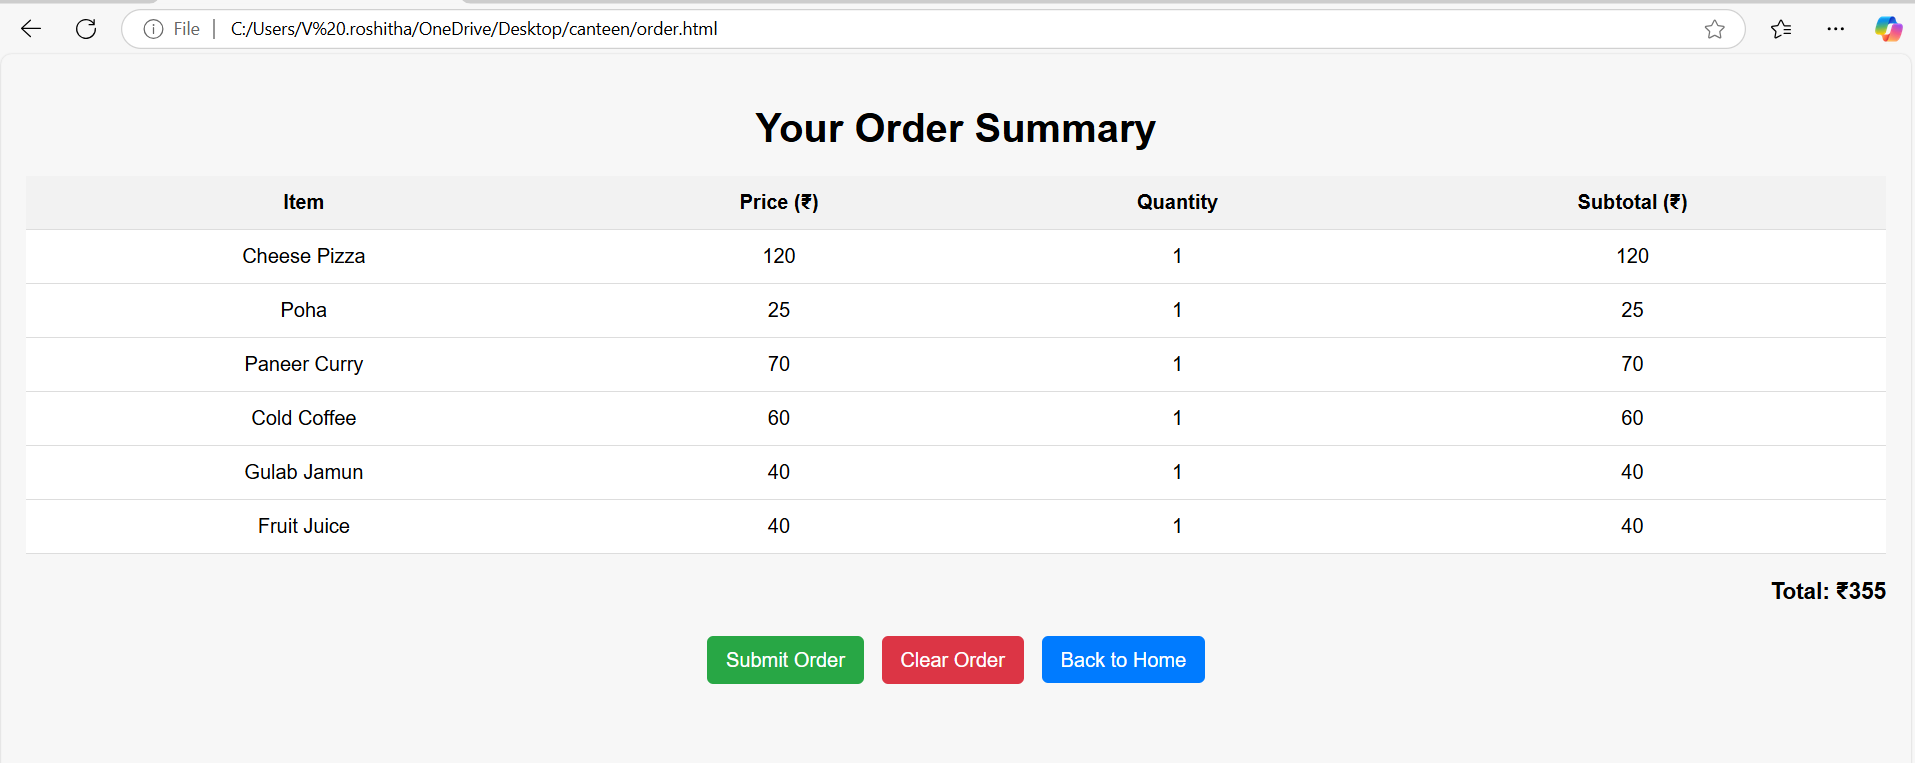 File | C:/Users/V%20.roshitha/OneDrive/Desktop/canteen/order.html
Your Order Summary
Item Price (₹) Quantity Subtotal (₹)
Cheese Pizza 120 1 120
Poha 25 1 25
Paneer Curry 70 1 70
Cold Coffee 60 1 60
Gulab Jamun 40 1 40
Fruit Juice 40 1 40
Total: ₹355
Submit Order Clear Order Back to Home